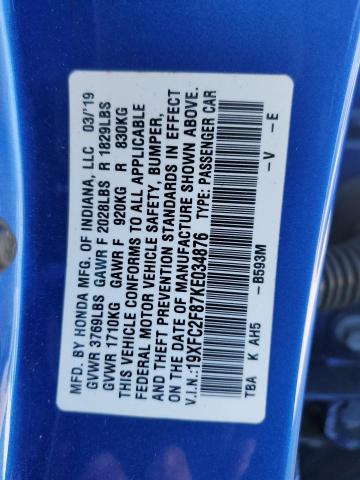 MFD. BY HONDA MFG. OF INDIANA, LLC 03/'19
GVWR 3769LBS GAWR F 2028LBS R 1829LBS
GVWR 1710KG GAWR F 920KG R 830KG
THIS VEHICLE CONFORMS TO ALL APPLICABLE
FEDERAL MOTOR VEHICLE SAFETY, BUMPER,
AND THEFT PREVENTION STANDARDS IN EFFECT
ON THE DATE OF MANUFACTURE SHOWN ABOVE.
V.I.N.:19XFC2F87KE034876 TYPE: PASSENGER CAR
-B593M -V -E
TBA K AH5